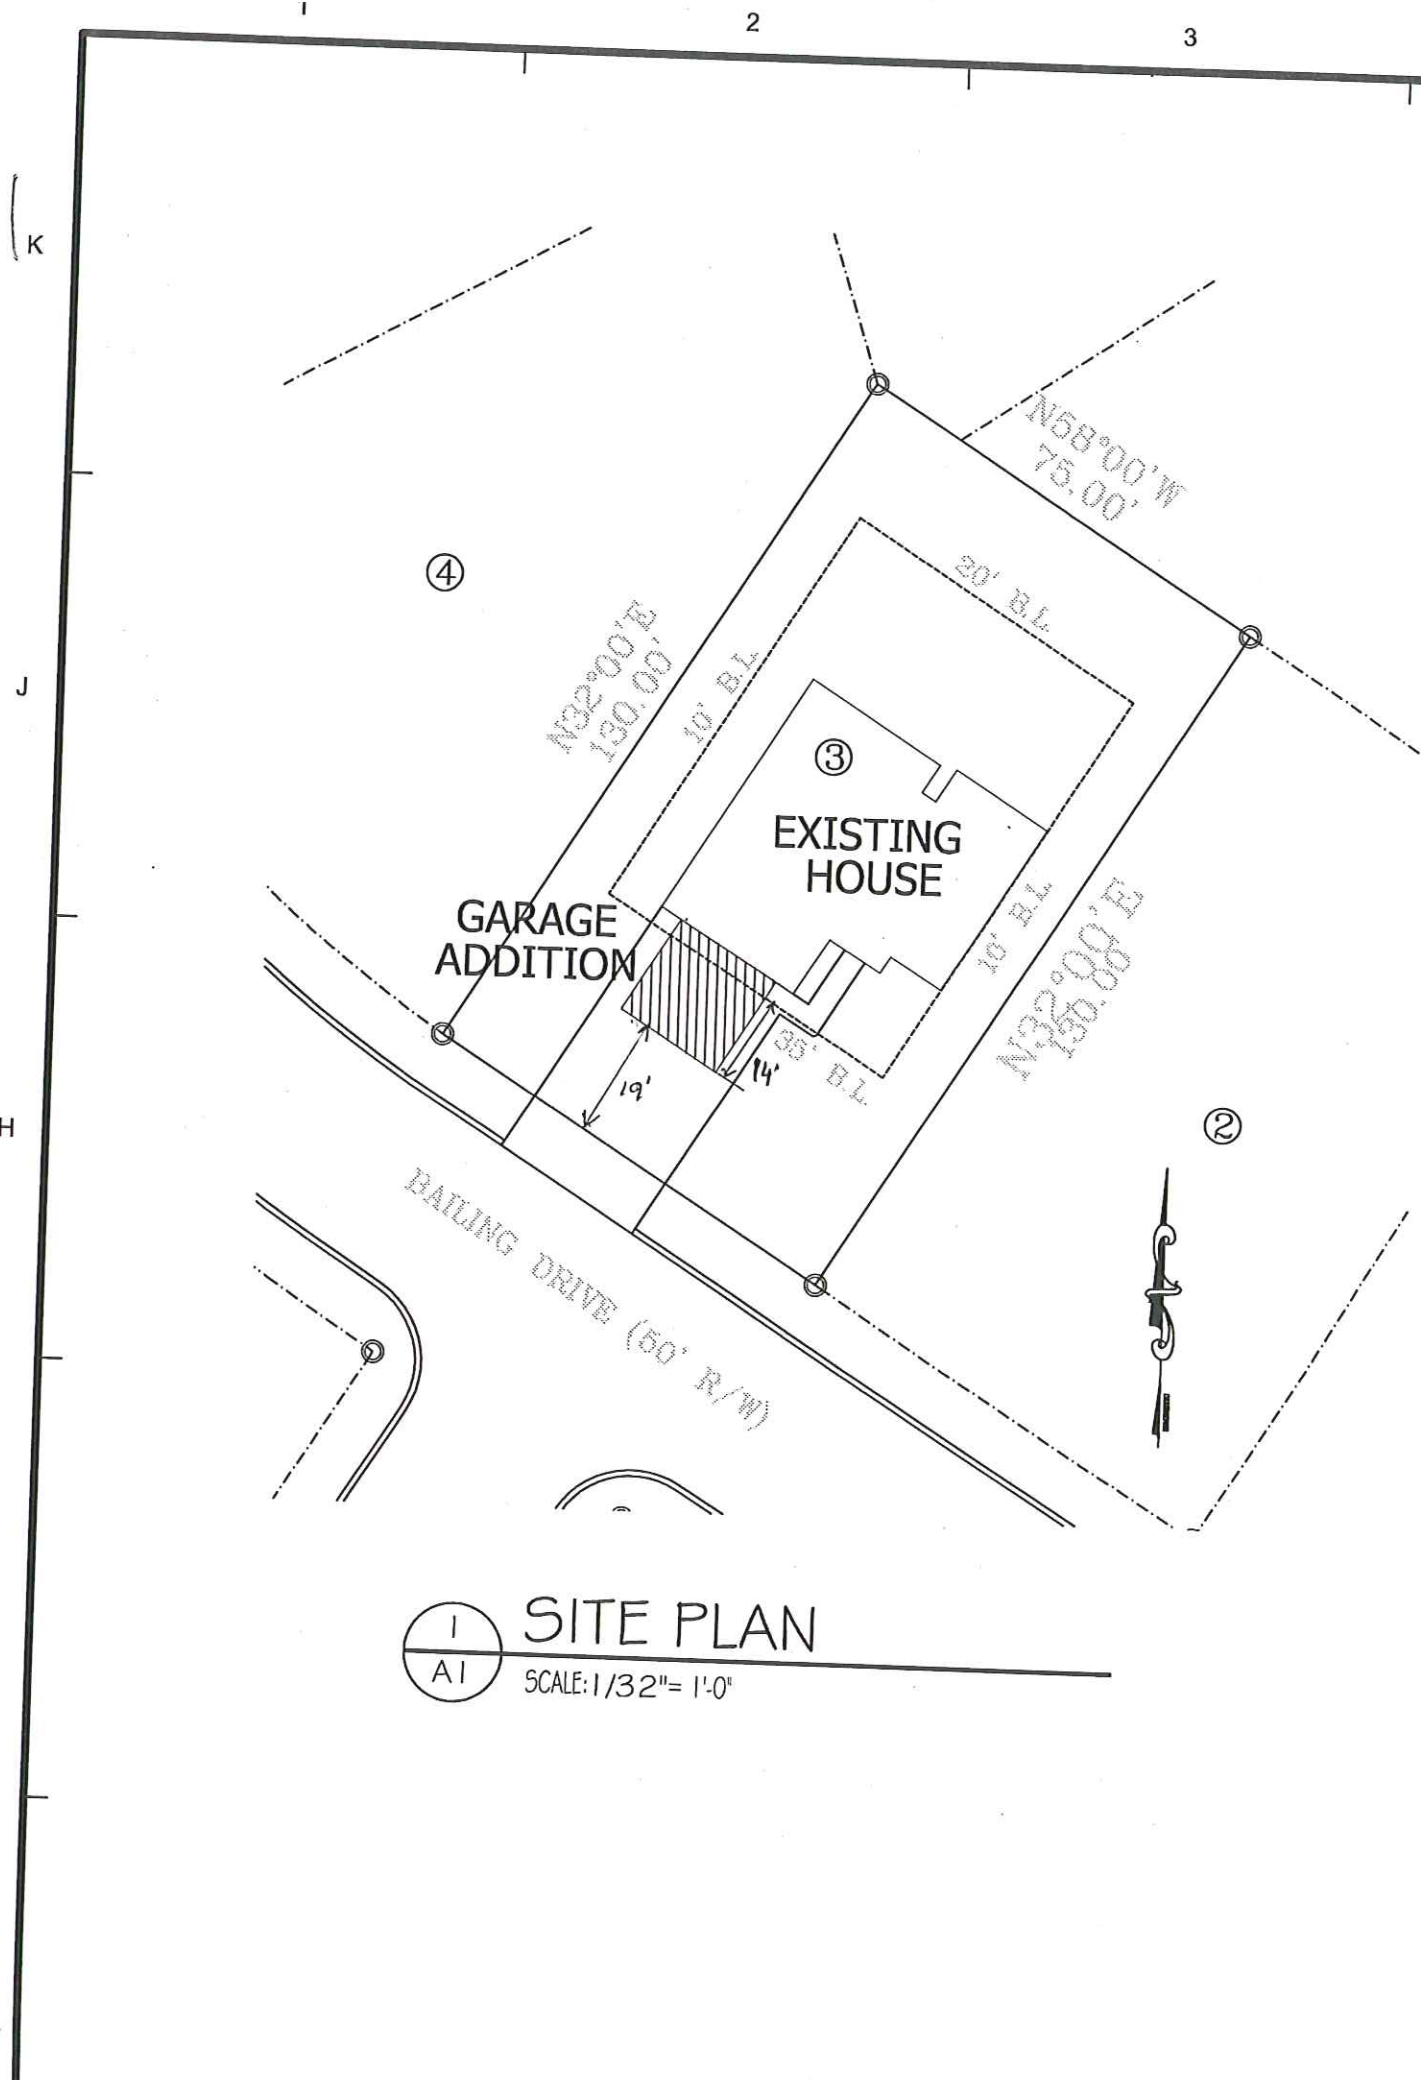 2
3
K
J
H
N58°00'W
75.00'
④
20' B.L.
N32°00'E
130.00'
10' B.L.
③
EXISTING
HOUSE
GARAGE
ADDITION
10' B.L.
N32°00'E
130.00
35' B.L.
14'
19'
②
BAILING DRIVE (50' R/W)
1
A1
SITE PLAN
SCALE: 1/32"= 1'-0"